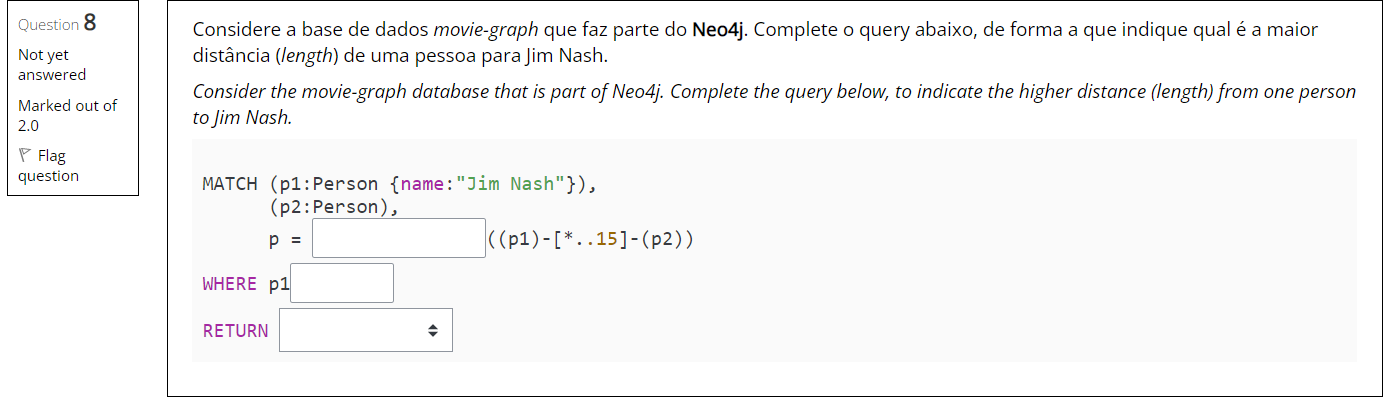 Question 8
Not yet
answered
Marked out of
2.0
Flag
question
Considere a base de dados movie-graph que faz parte do Neo4j. Complete o query abaixo, de forma a que indique qual é a maior
distância (length) de uma pessoa para Jim Nash.
Consider the movie-graph database that is part of Neo4j. Complete the query below, to indicate the higher distance (length) from one person
to Jim Nash.
MATCH (p1:Person {name:"Jim Nash"}),
(p2:Person),
p = ((p1)-[*..15]-(p2))
WHERE p1
RETURN